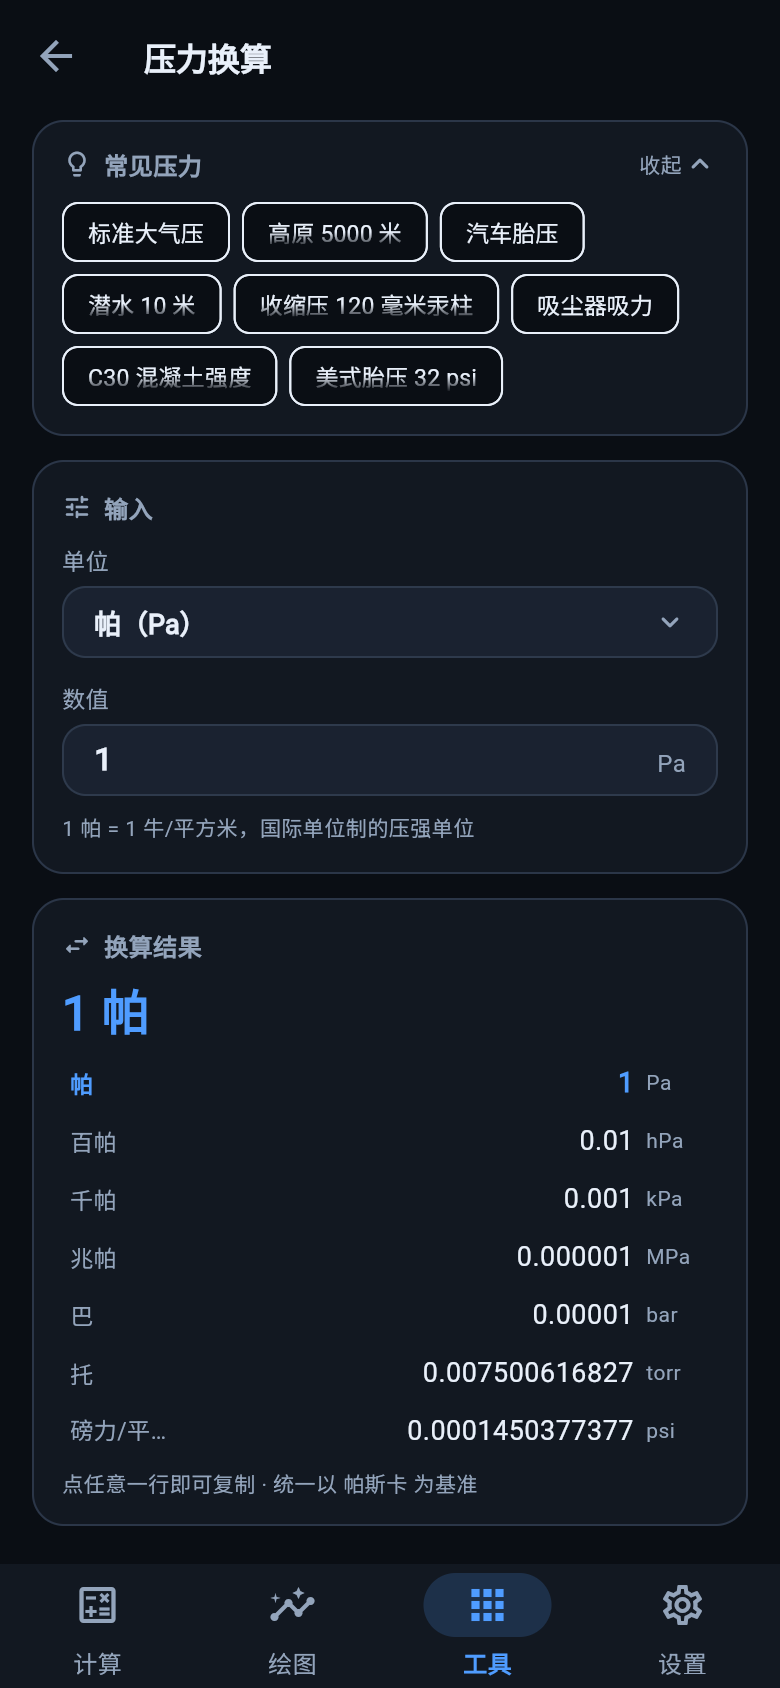 压力换算
常见压力 收起
标准大气压 高原 5000 米 汽车胎压
潜水 10 米 收缩压 120 毫米汞柱 吸尘器吸力
C30 混凝土强度 美式胎压 32 psi
输入
单位
帕（Pa）
数值
1 Pa
1 帕 = 1 牛/平方米，国际单位制的压强单位
换算结果
1 帕
帕 1 Pa
百帕 0.01 hPa
千帕 0.001 kPa
兆帕 0.000001 MPa
巴 0.00001 bar
托 0.007500616827 torr
磅力/平… 0.0001450377377 psi
点任意一行即可复制 · 统一以 帕斯卡 为基准
计算 绘图 工具 设置